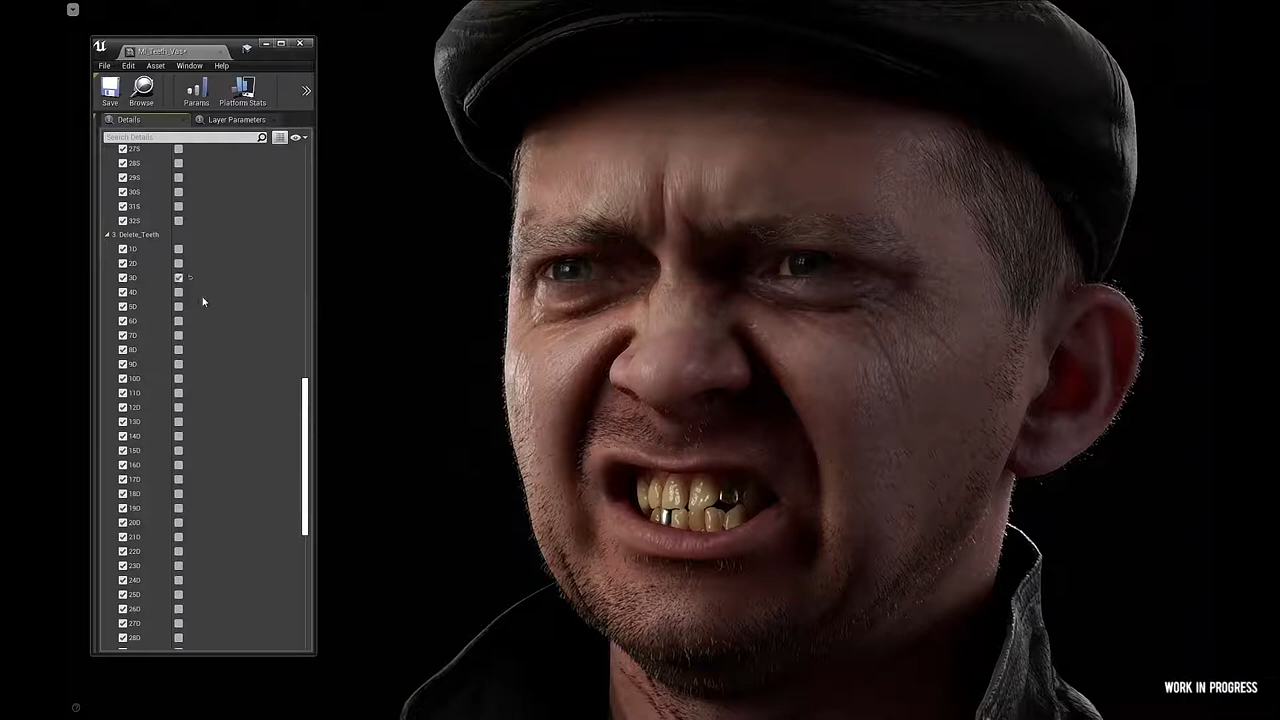 MI_Teeth_Vas*
File Edit Asset Window Help
Save Browse Params Platform Stats
Details Layer Parameters
Search Details
27S
28S
29S
30S
31S
32S
3. Delete_Teeth
1D
2D
3D
4D
5D
6D
7D
8D
9D
10D
11D
12D
13D
14D
15D
16D
17D
18D
19D
20D
21D
22D
23D
24D
25D
26D
27D
28D
WORK IN PROGRESS